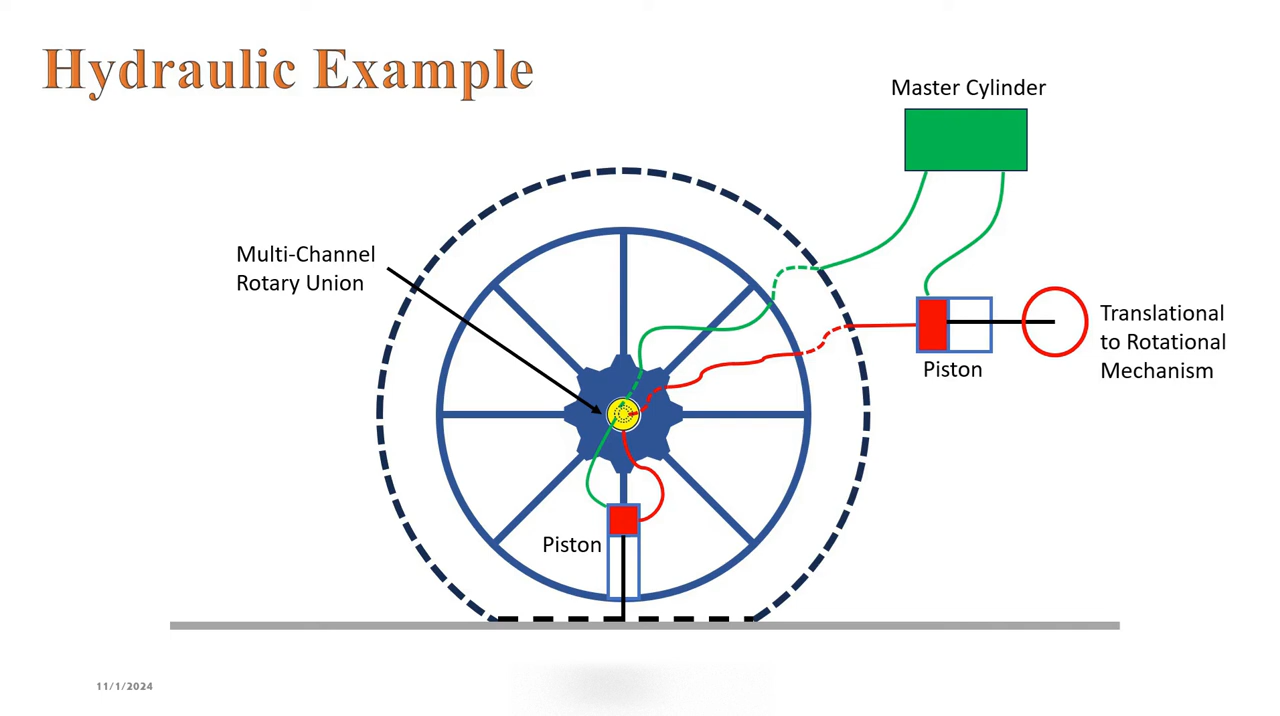 Hydraulic Example
Master Cylinder
Multi-Channel
Rotary Union
Translational
to Rotational
Mechanism
Piston
Piston
11/1/2024